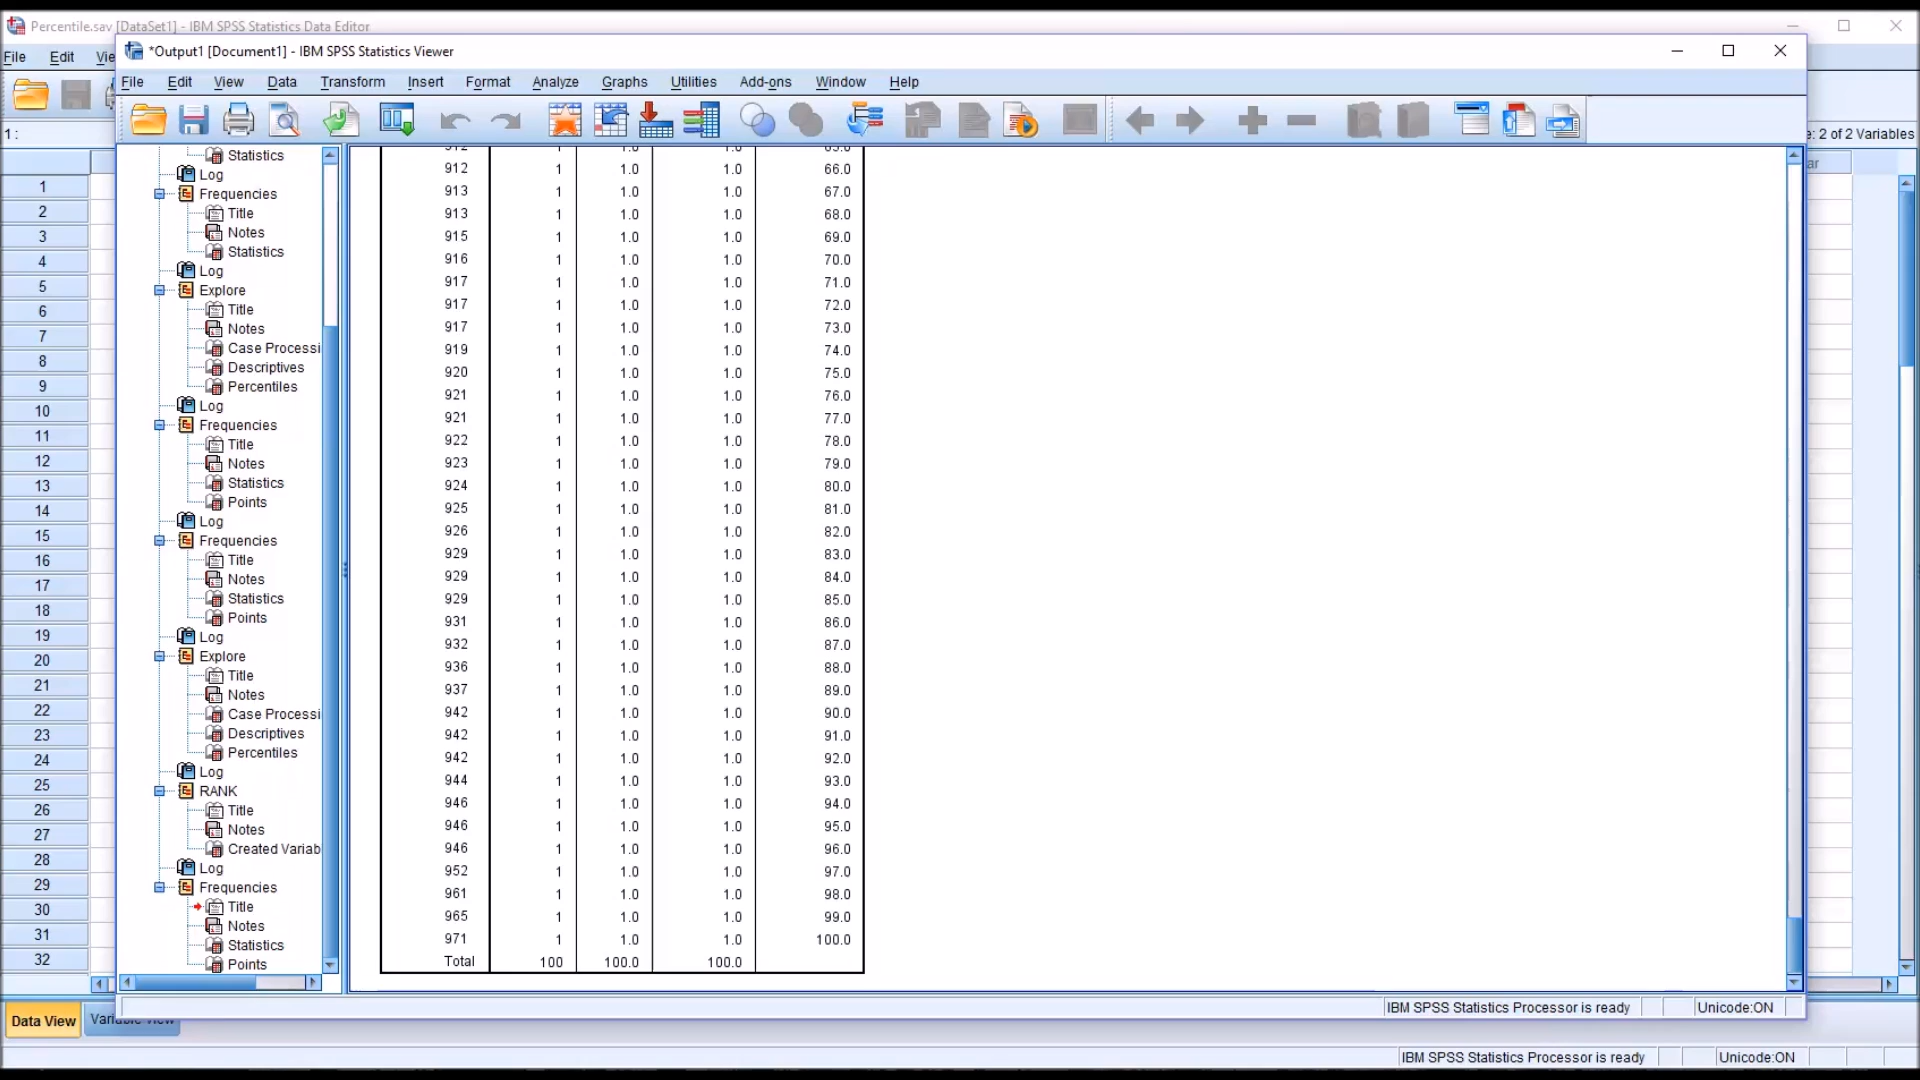 Percentile.sav [DataSet1] - IBM SPSS Statistics Data Editor
*Output1 [Document1] - IBM SPSS Statistics Viewer
File Edit Vie
File Edit View Data Transform Insert Format Analyze Graphs Utilities Add-ons Window Help
1 :
e: 2 of 2 Variables
ar
1
2
3
4
5
6
7
8
9
10
11
12
13
14
15
16
17
18
19
20
21
22
23
24
25
26
27
28
29
30
31
32
Statistics
Log
Frequencies
Title
Notes
Statistics
Log
Explore
Title
Notes
Case Processi
Descriptives
Percentiles
Log
Frequencies
Title
Notes
Statistics
Points
Log
Frequencies
Title
Notes
Statistics
Points
Log
Explore
Title
Notes
Case Processi
Descriptives
Percentiles
Log
RANK
Title
Notes
Created Variab
Log
Frequencies
Title
Notes
Statistics
Points
912 1 1.0 1.0 66.0
913 1 1.0 1.0 67.0
913 1 1.0 1.0 68.0
915 1 1.0 1.0 69.0
916 1 1.0 1.0 70.0
917 1 1.0 1.0 71.0
917 1 1.0 1.0 72.0
917 1 1.0 1.0 73.0
919 1 1.0 1.0 74.0
920 1 1.0 1.0 75.0
921 1 1.0 1.0 76.0
921 1 1.0 1.0 77.0
922 1 1.0 1.0 78.0
923 1 1.0 1.0 79.0
924 1 1.0 1.0 80.0
925 1 1.0 1.0 81.0
926 1 1.0 1.0 82.0
929 1 1.0 1.0 83.0
929 1 1.0 1.0 84.0
929 1 1.0 1.0 85.0
931 1 1.0 1.0 86.0
932 1 1.0 1.0 87.0
936 1 1.0 1.0 88.0
937 1 1.0 1.0 89.0
942 1 1.0 1.0 90.0
942 1 1.0 1.0 91.0
942 1 1.0 1.0 92.0
944 1 1.0 1.0 93.0
946 1 1.0 1.0 94.0
946 1 1.0 1.0 95.0
946 1 1.0 1.0 96.0
952 1 1.0 1.0 97.0
961 1 1.0 1.0 98.0
965 1 1.0 1.0 99.0
971 1 1.0 1.0 100.0
Total 100 100.0 100.0
IBM SPSS Statistics Processor is ready Unicode:ON
Data View Variable View
IBM SPSS Statistics Processor is ready Unicode:ON